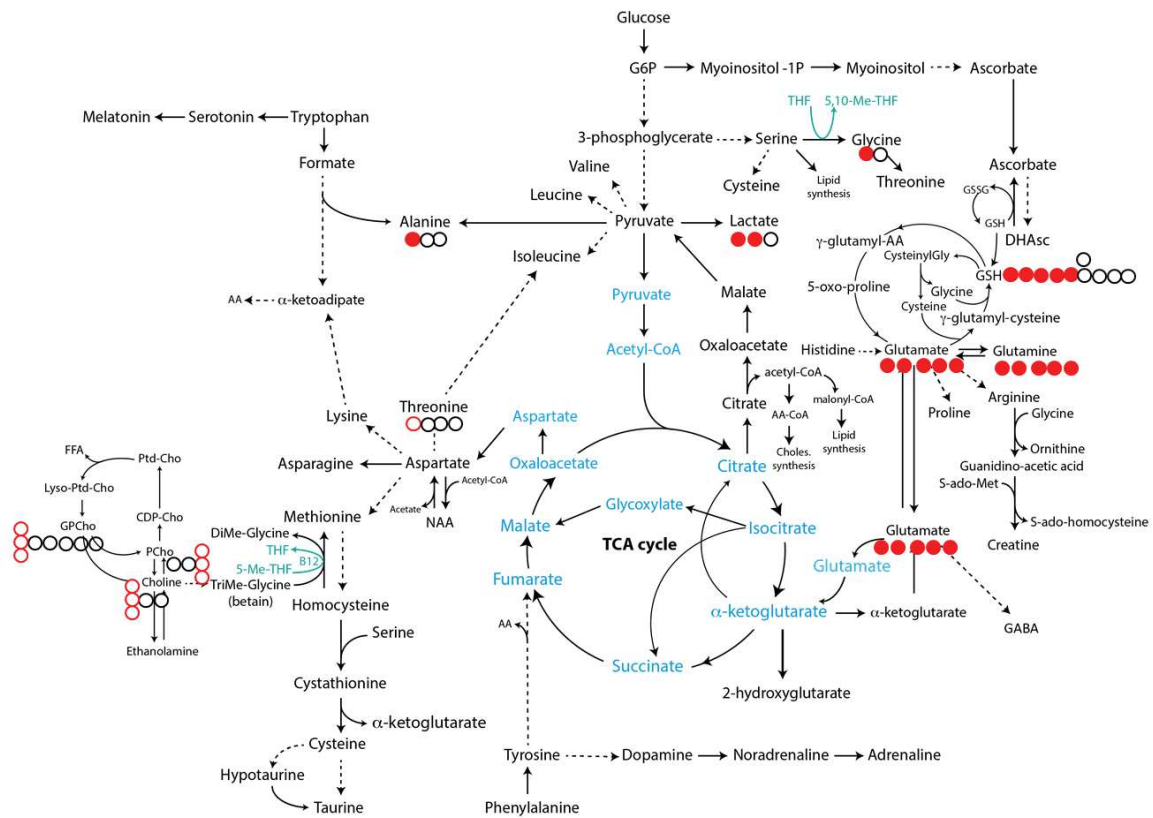 Glucose
G6P
Myoinositol -1P
Myoinositol
Ascorbate
THF
5,10-Me-THF
Melatonin
Serotonin
Tryptophan
3-phosphoglycerate
Serine
Glycine
Formate
Valine
Ascorbate
Leucine
Cysteine
Lipid
synthesis
Threonine
GSSG
Alanine
Pyruvate
Lactate
GSH
γ-glutamyl-AA
DHAsc
Isoleucine
CysteinylGly
GSH
AA
α-ketoadipate
Pyruvate
Malate
5-oxo-proline
Glycine
Cysteine
γ-glutamyl-cysteine
Acetyl-CoA
Oxaloacetate
Histidine
Glutamate
Glutamine
acetyl-CoA
Lysine
Threonine
Aspartate
Citrate
malonyl-CoA
AA-CoA
Proline
Arginine
Glycine
Lipid
synthesis
Choles.
synthesis
Ornithine
FFA
Ptd-Cho
Asparagine
Aspartate
Oxaloacetate
Citrate
Guanidino-acetic acid
Lyso-Ptd-Cho
Acetyl-CoA
S-ado-Met
Acetate
NAA
Glycoxylate
GPCho
CDP-Cho
Methionine
Malate
Isocitrate
S-ado-homocysteine
DiMe-Glycine
Glutamate
PCho
THF
B12
TCA cycle
Creatine
5-Me-THF
Glutamate
Choline
TriMe-Glycine
(betain)
Fumarate
Homocysteine
α-ketoglutarate
α-ketoglutarate
AA
GABA
Serine
Ethanolamine
Succinate
Cystathionine
2-hydroxyglutarate
α-ketoglutarate
Cysteine
Tyrosine
Dopamine
Noradrenaline
Adrenaline
Hypotaurine
Taurine
Phenylalanine